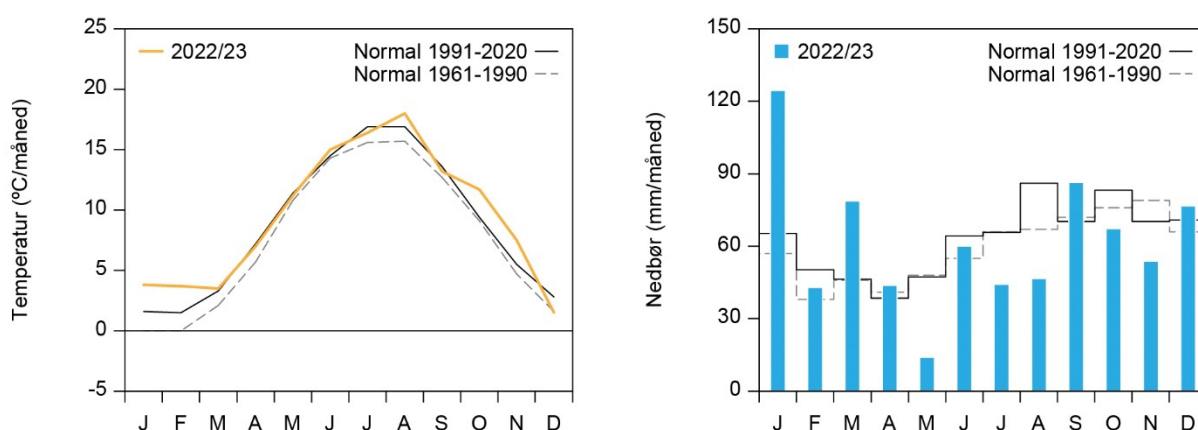 Temperatur (ºC/måned)
25
20
15
10
5
0
-5
2022/23
Normal 1991-2020
Normal 1961-1990
J F M A M J J A S O N D
Nedbør (mm/måned)
150
120
90
60
30
0
2022/23
Normal 1991-2020
Normal 1961-1990
J F M A M J J A S O N D